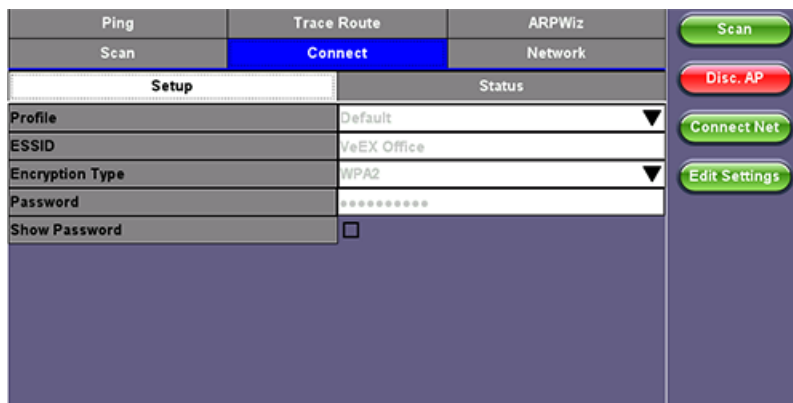 Ping Trace Route ARPWiz
Scan Connect Network
Setup Status
Profile Default
ESSID VeEX Office
Encryption Type WPA2
Password ••••••••••
Show Password
Scan
Disc. AP
Connect Net
Edit Settings